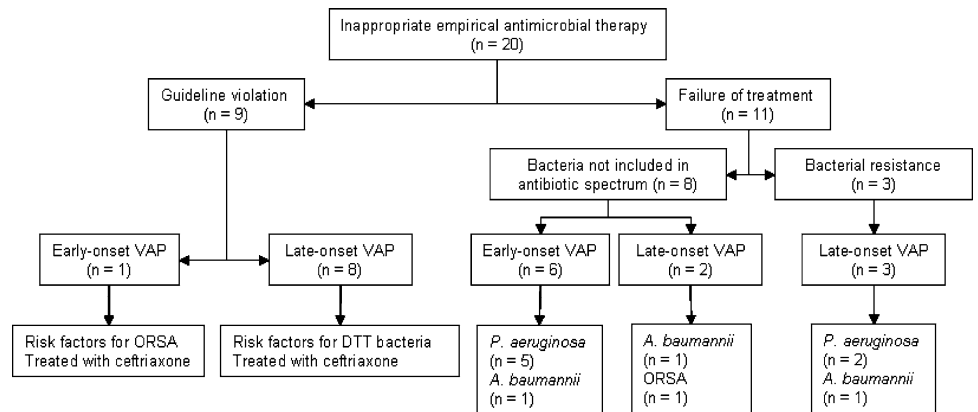 Inappropriate empirical antimicrobial therapy
(n = 20)
Guideline violation
(n = 9)
Failure of treatment
(n = 11)
Bacteria not included in
antibiotic spectrum (n = 8)
Bacterial resistance
(n = 3)
Early-onset VAP
(n = 1)
Late-onset VAP
(n = 8)
Early-onset VAP
(n = 6)
Late-onset VAP
(n = 2)
Late-onset VAP
(n = 3)
Risk factors for ORSA
Treated with ceftriaxone
Risk factors for DTT bacteria
Treated with ceftriaxone
P. aeruginosa
(n = 5)
A. baumannii
(n = 1)
A. baumannii
(n = 1)
ORSA
(n = 1)
P. aeruginosa
(n = 2)
A. baumannii
(n = 1)